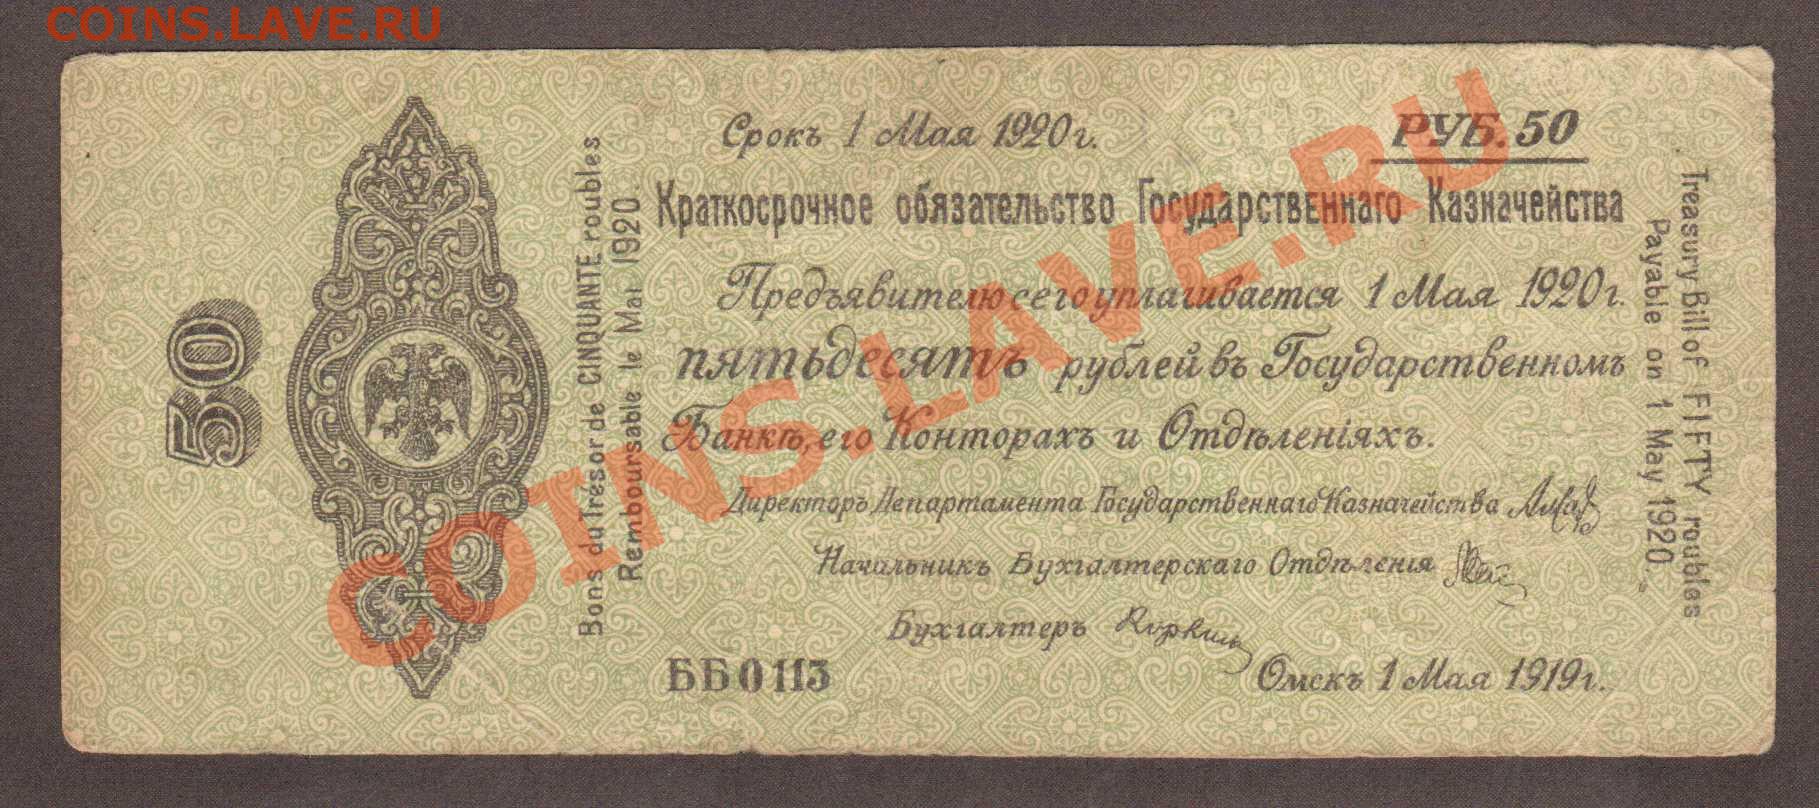 COINS.LAVE.RU
Срокъ 1 Мая 1920 г.
РУБ. 50
Краткосрочное обязательство Государственнаго Казначейства
Предъявителю сего уплачивается 1 Мая 1920 г.
пятьдесятъ рублей въ Государственномъ
Банкѣ, его Конторахъ и Отдѣленіяхъ.
Директоръ Департамента Государственнаго Казначейства
Начальникъ Бухгалтерскаго Отдѣленія
Бухгалтеръ
ББ0113
Омскъ 1 Мая 1919 г.
50
Bons du Trésor de CINQUANTE roubles
Remboursable le Mai 1920.
Treasury Bill of FIFTY roubles
Payable on 1 May 1920.
COINS.LAVE.RU